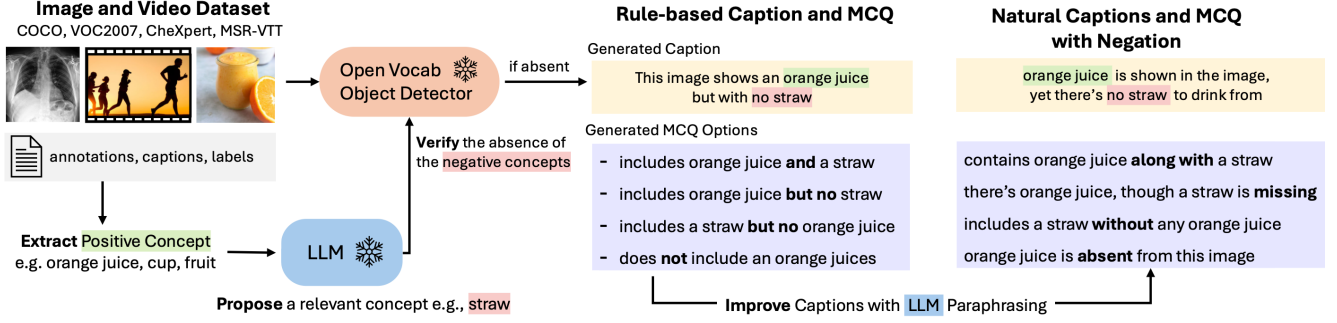 Image and Video Dataset
COCO, VOC2007, CheXpert, MSR-VTT
annotations, captions, labels
Extract Positive Concept
e.g. orange juice, cup, fruit
LLM
Propose a relevant concept e.g., straw
Open Vocab
Object Detector
Verify the absence of
the negative concepts
if absent
Rule-based Caption and MCQ
Generated Caption
This image shows an orange juice
but with no straw
Generated MCQ Options
- includes orange juice and a straw
- includes orange juice but no straw
- includes a straw but no orange juice
- does not include an orange juices
Improve Captions with LLM Paraphrasing
Natural Captions and MCQ
with Negation
orange juice is shown in the image,
yet there's no straw to drink from
contains orange juice along with a straw
there's orange juice, though a straw is missing
includes a straw without any orange juice
orange juice is absent from this image